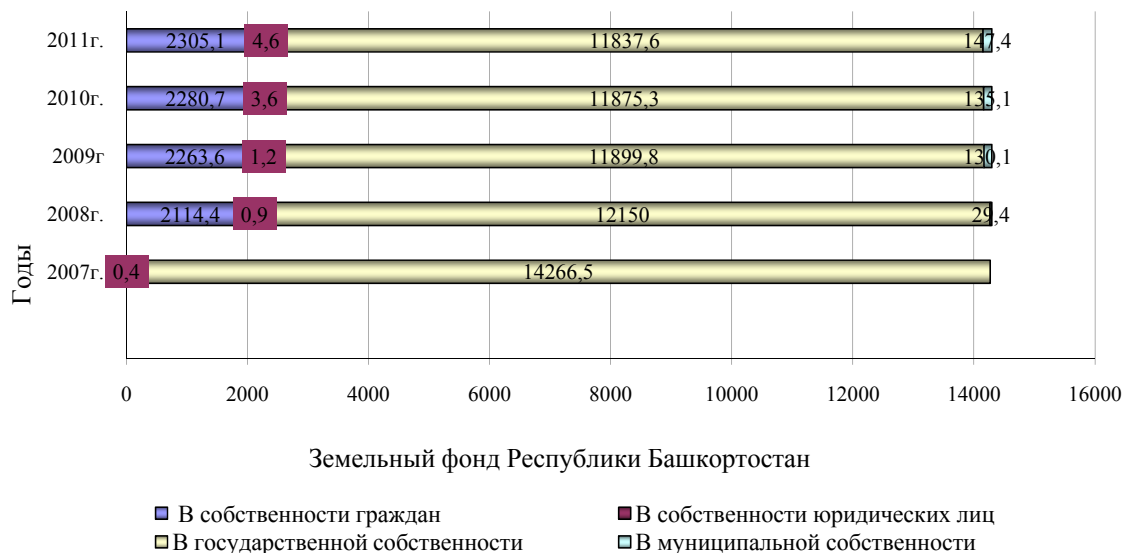 2011г. 2305,1 4,6 11837,6 147,4
2010г. 2280,7 3,6 11875,3 135,1
2009г 2263,6 1,2 11899,8 130,1
2008г. 2114,4 0,9 12150 29,4
2007г. 0,4 14266,5
Годы
0 2000 4000 6000 8000 10000 12000 14000 16000
Земельный фонд Республики Башкортостан
В собственности граждан В собственности юридических лиц
В государственной собственности В муниципальной собственности